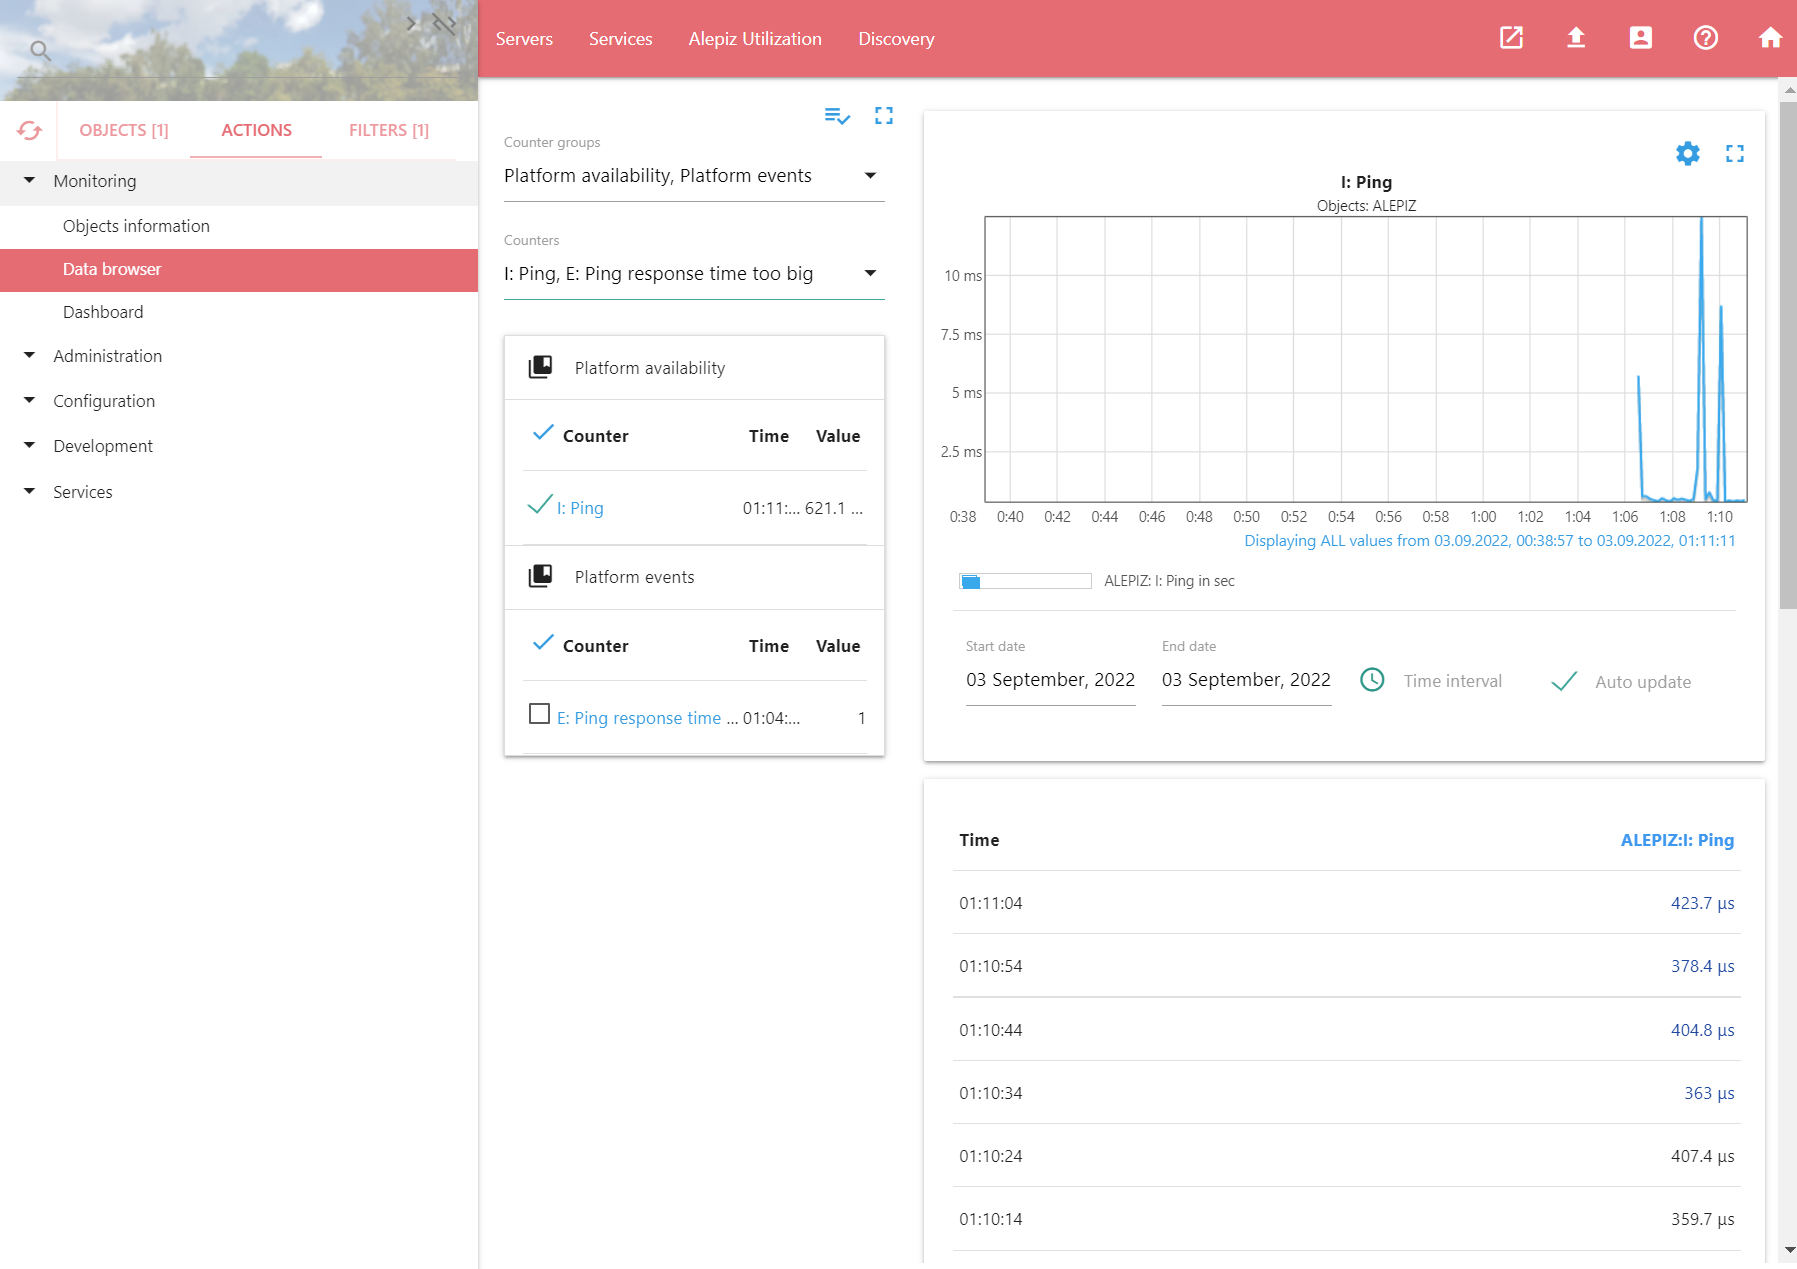 Servers Services Alepiz Utilization Discovery
OBJECTS [1] ACTIONS FILTERS [1]
Monitoring
Objects information
Data browser
Dashboard
Administration
Configuration
Development
Services
Counter groups
Platform availability, Platform events
Counters
I: Ping, E: Ping response time too big
Platform availability
Counter Time Value
I: Ping 01:11:... 621.1 ...
Platform events
Counter Time Value
E: Ping response time ... 01:04:... 1
I: Ping
Objects: ALEPIZ
10 ms
7.5 ms
5 ms
2.5 ms
0:38 0:40 0:42 0:44 0:46 0:48 0:50 0:52 0:54 0:56 0:58 1:00 1:02 1:04 1:06 1:08 1:10
Displaying ALL values from 03.09.2022, 00:38:57 to 03.09.2022, 01:11:11
ALEPIZ: I: Ping in sec
Start date End date
03 September, 2022 03 September, 2022 Time interval Auto update
Time ALEPIZ:I: Ping
01:11:04 423.7 µs
01:10:54 378.4 µs
01:10:44 404.8 µs
01:10:34 363 µs
01:10:24 407.4 µs
01:10:14 359.7 µs